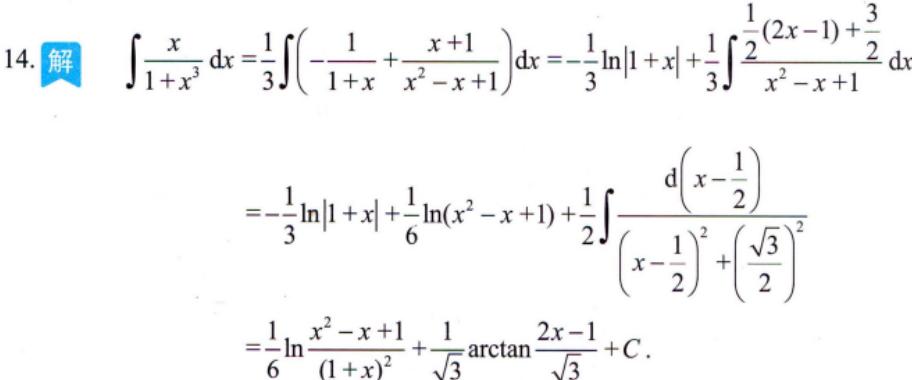 14. 解 ∫ x/(1+x³) dx = 1/3 ∫ ( − 1/(1+x) + (x+1)/(x²−x+1) ) dx = − 1/3 ln|1+x| + 1/3 ∫ ( 1/2 (2x−1) + 3/2 )/(x²−x+1) dx
= − 1/3 ln|1+x| + 1/6 ln(x²−x+1) + 1/2 ∫ d(x − 1/2)/( (x − 1/2)² + (√3/2)² )
= 1/6 ln (x²−x+1)/(1+x)² + 1/√3 arctan (2x−1)/√3 + C .